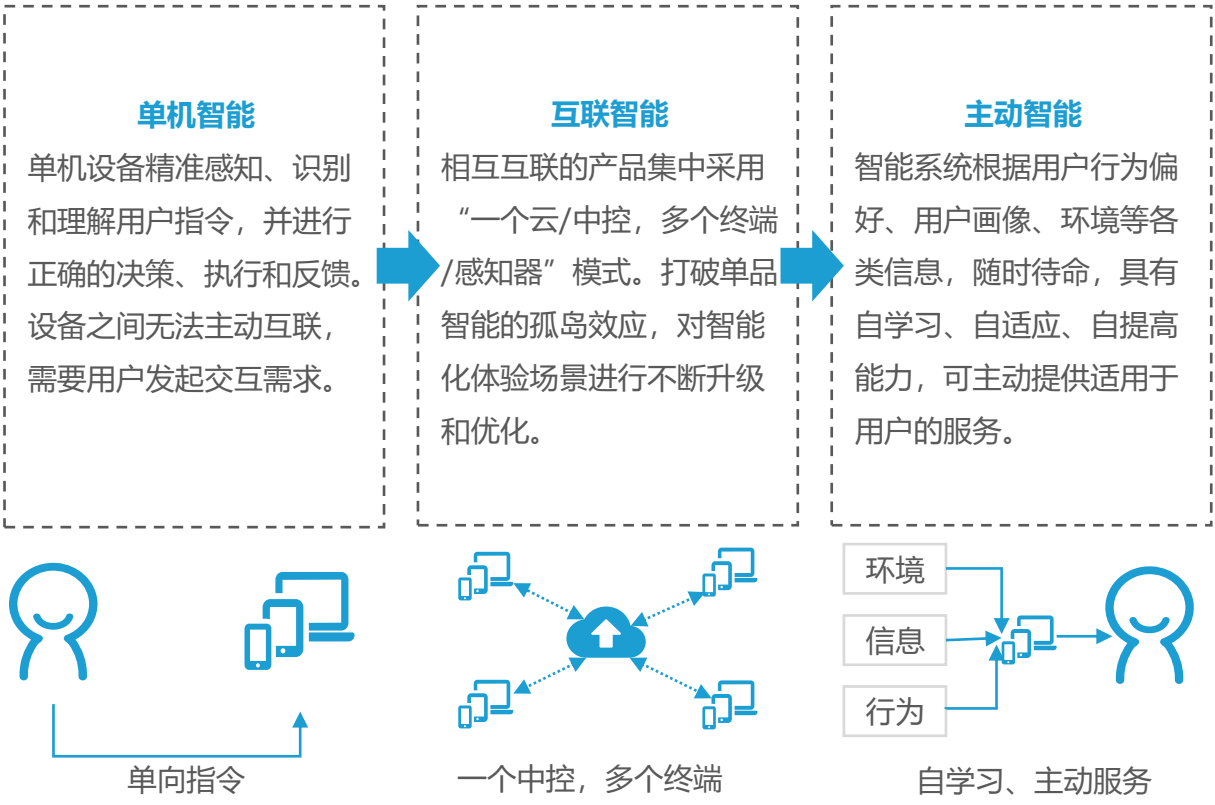 单机智能
单机设备精准感知、识别
和理解用户指令，并进行
正确的决策、执行和反馈。
设备之间无法主动互联，
需要用户发起交互需求。
互联智能
相互互联的产品集中采用
“一个云/中控，多个终端
/感知器”模式。打破单品
智能的孤岛效应，对智能
化体验场景进行不断升级
和优化。
主动智能
智能系统根据用户行为偏
好、用户画像、环境等各
类信息，随时待命，具有
自学习、自适应、自提高
能力，可主动提供适用于
用户的服务。
单向指令
一个中控，多个终端
环境
信息
行为
自学习、主动服务